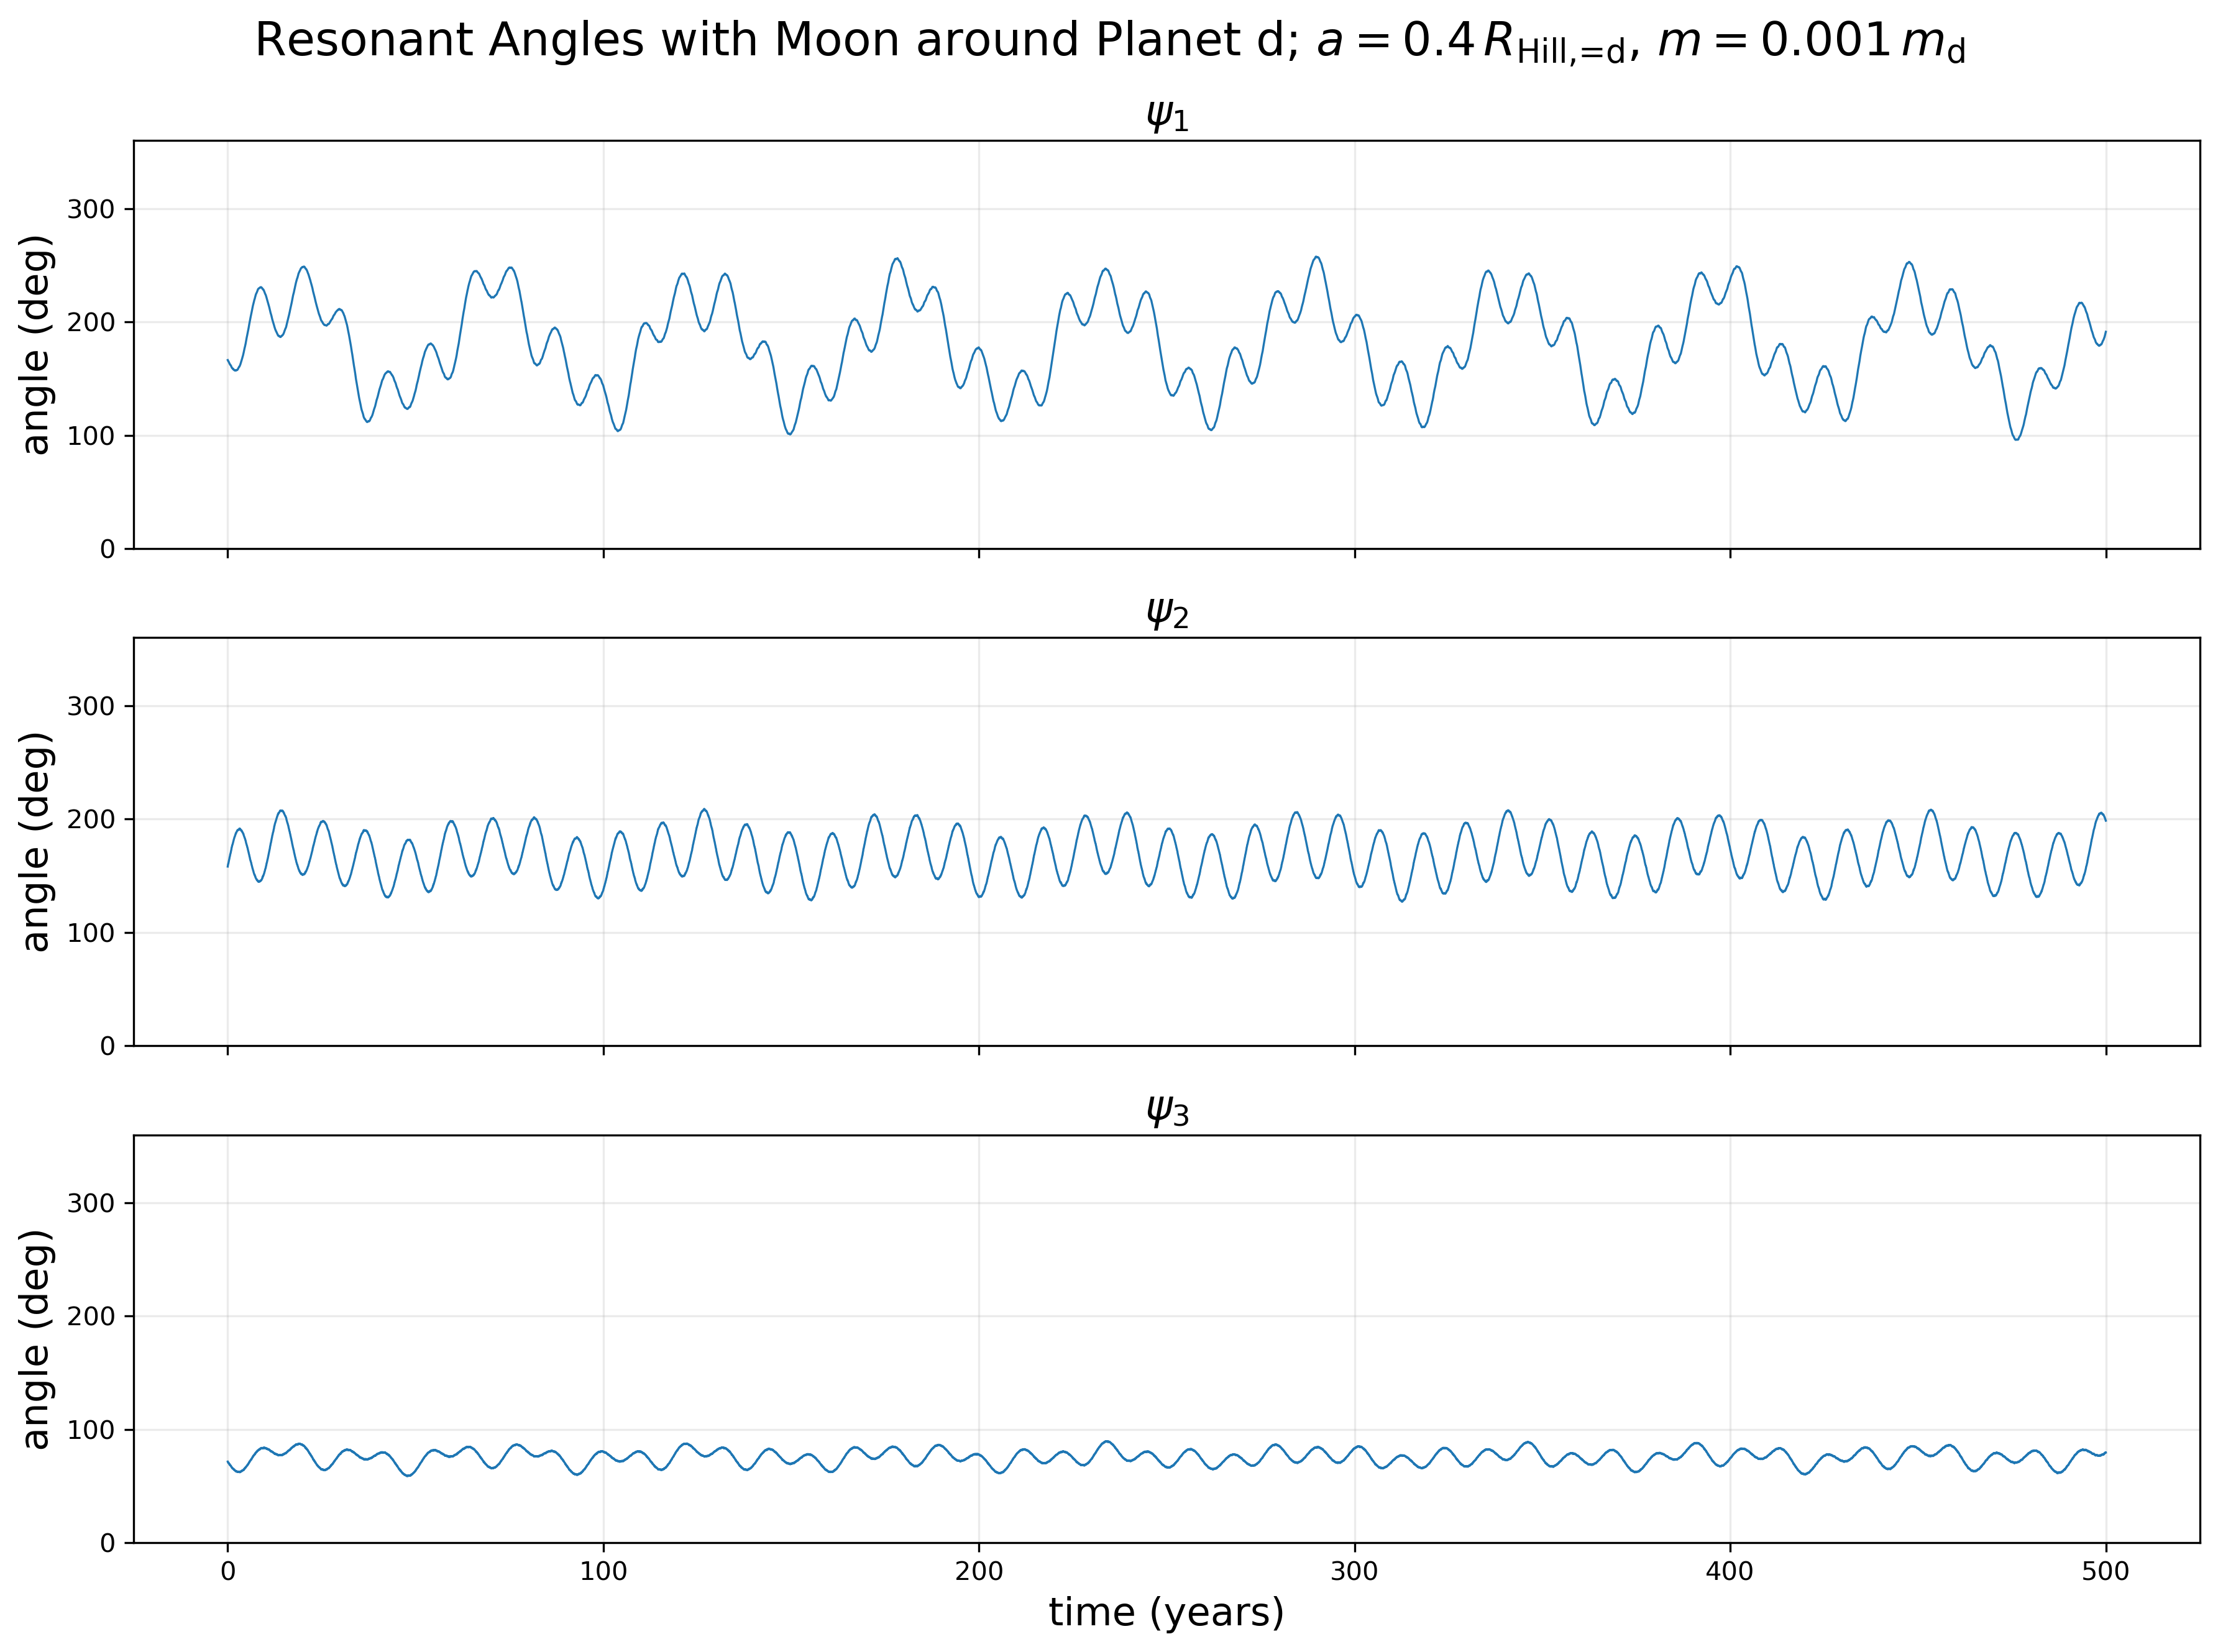 Resonant Angles with Moon around Planet d; a = 0.4 R_Hill,=d, m = 0.001 m_d
ψ₁
300
200
100
0
angle (deg)
ψ₂
300
200
100
0
angle (deg)
ψ₃
300
200
100
0
angle (deg)
0 100 200 300 400 500
time (years)